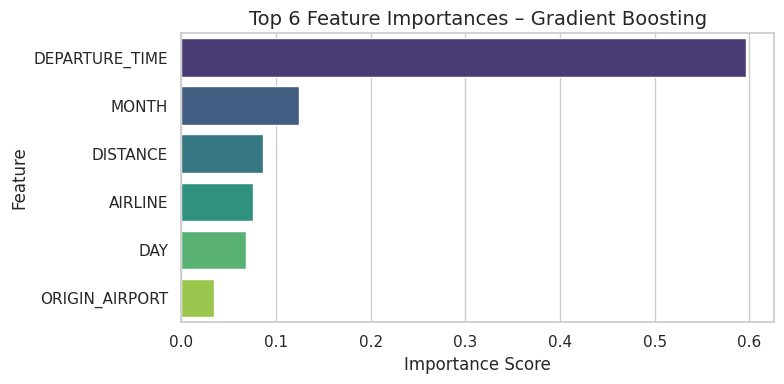 Top 6 Feature Importances – Gradient Boosting
DEPARTURE_TIME
MONTH
DISTANCE
AIRLINE
DAY
ORIGIN_AIRPORT
Feature
0.0 0.1 0.2 0.3 0.4 0.5 0.6
Importance Score